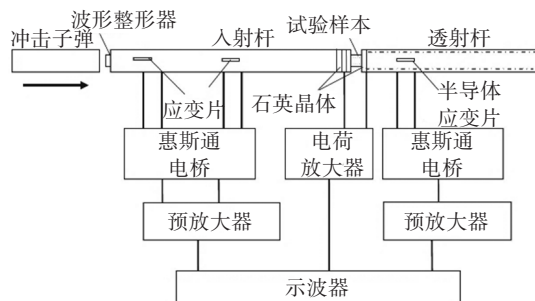 波形整形器
冲击子弹
入射杆
试验样本
透射杆
应变片
石英晶体
半导体
应变片
惠斯通
电桥
电荷
放大器
惠斯通
电桥
预放大器
预放大器
示波器